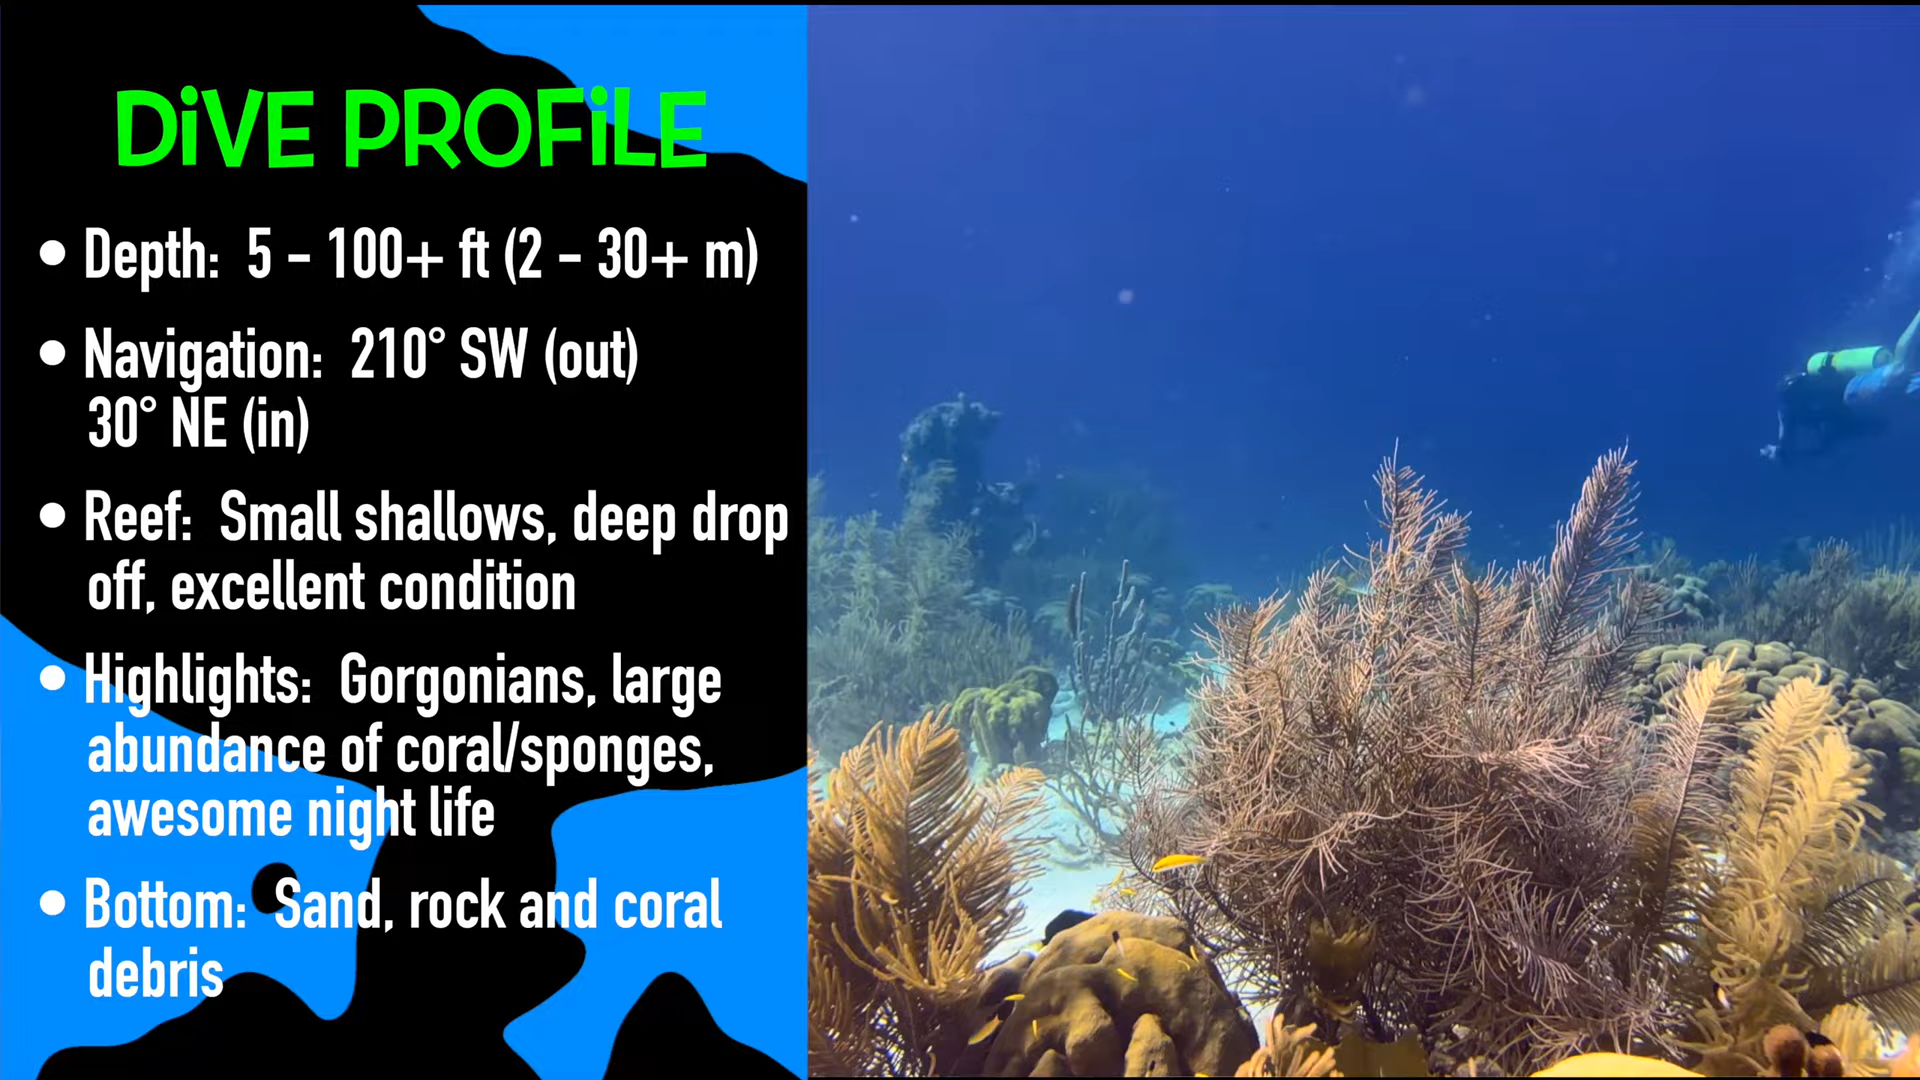 DiVE PROFiLE
• Depth: 5 – 100+ ft (2 – 30+ m)
• Navigation: 210° SW (out)
30° NE (in)
• Reef: Small shallows, deep drop
off, excellent condition
• Highlights: Gorgonians, large
abundance of coral/sponges,
awesome night life
• Bottom: Sand, rock and coral
debris